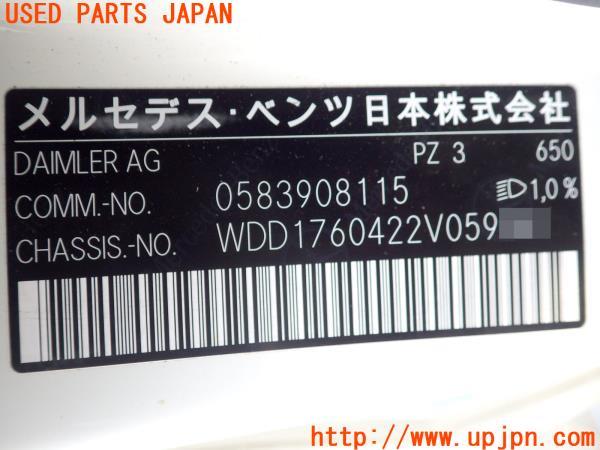 USED PARTS JAPAN
メルセデス・ベンツ日本株式会社
DAIMLER AG PZ 3 650
COMM.-NO. 0583908115 1,0%
CHASSIS.-NO. WDD1760422V059
http://www.upjpn.com/